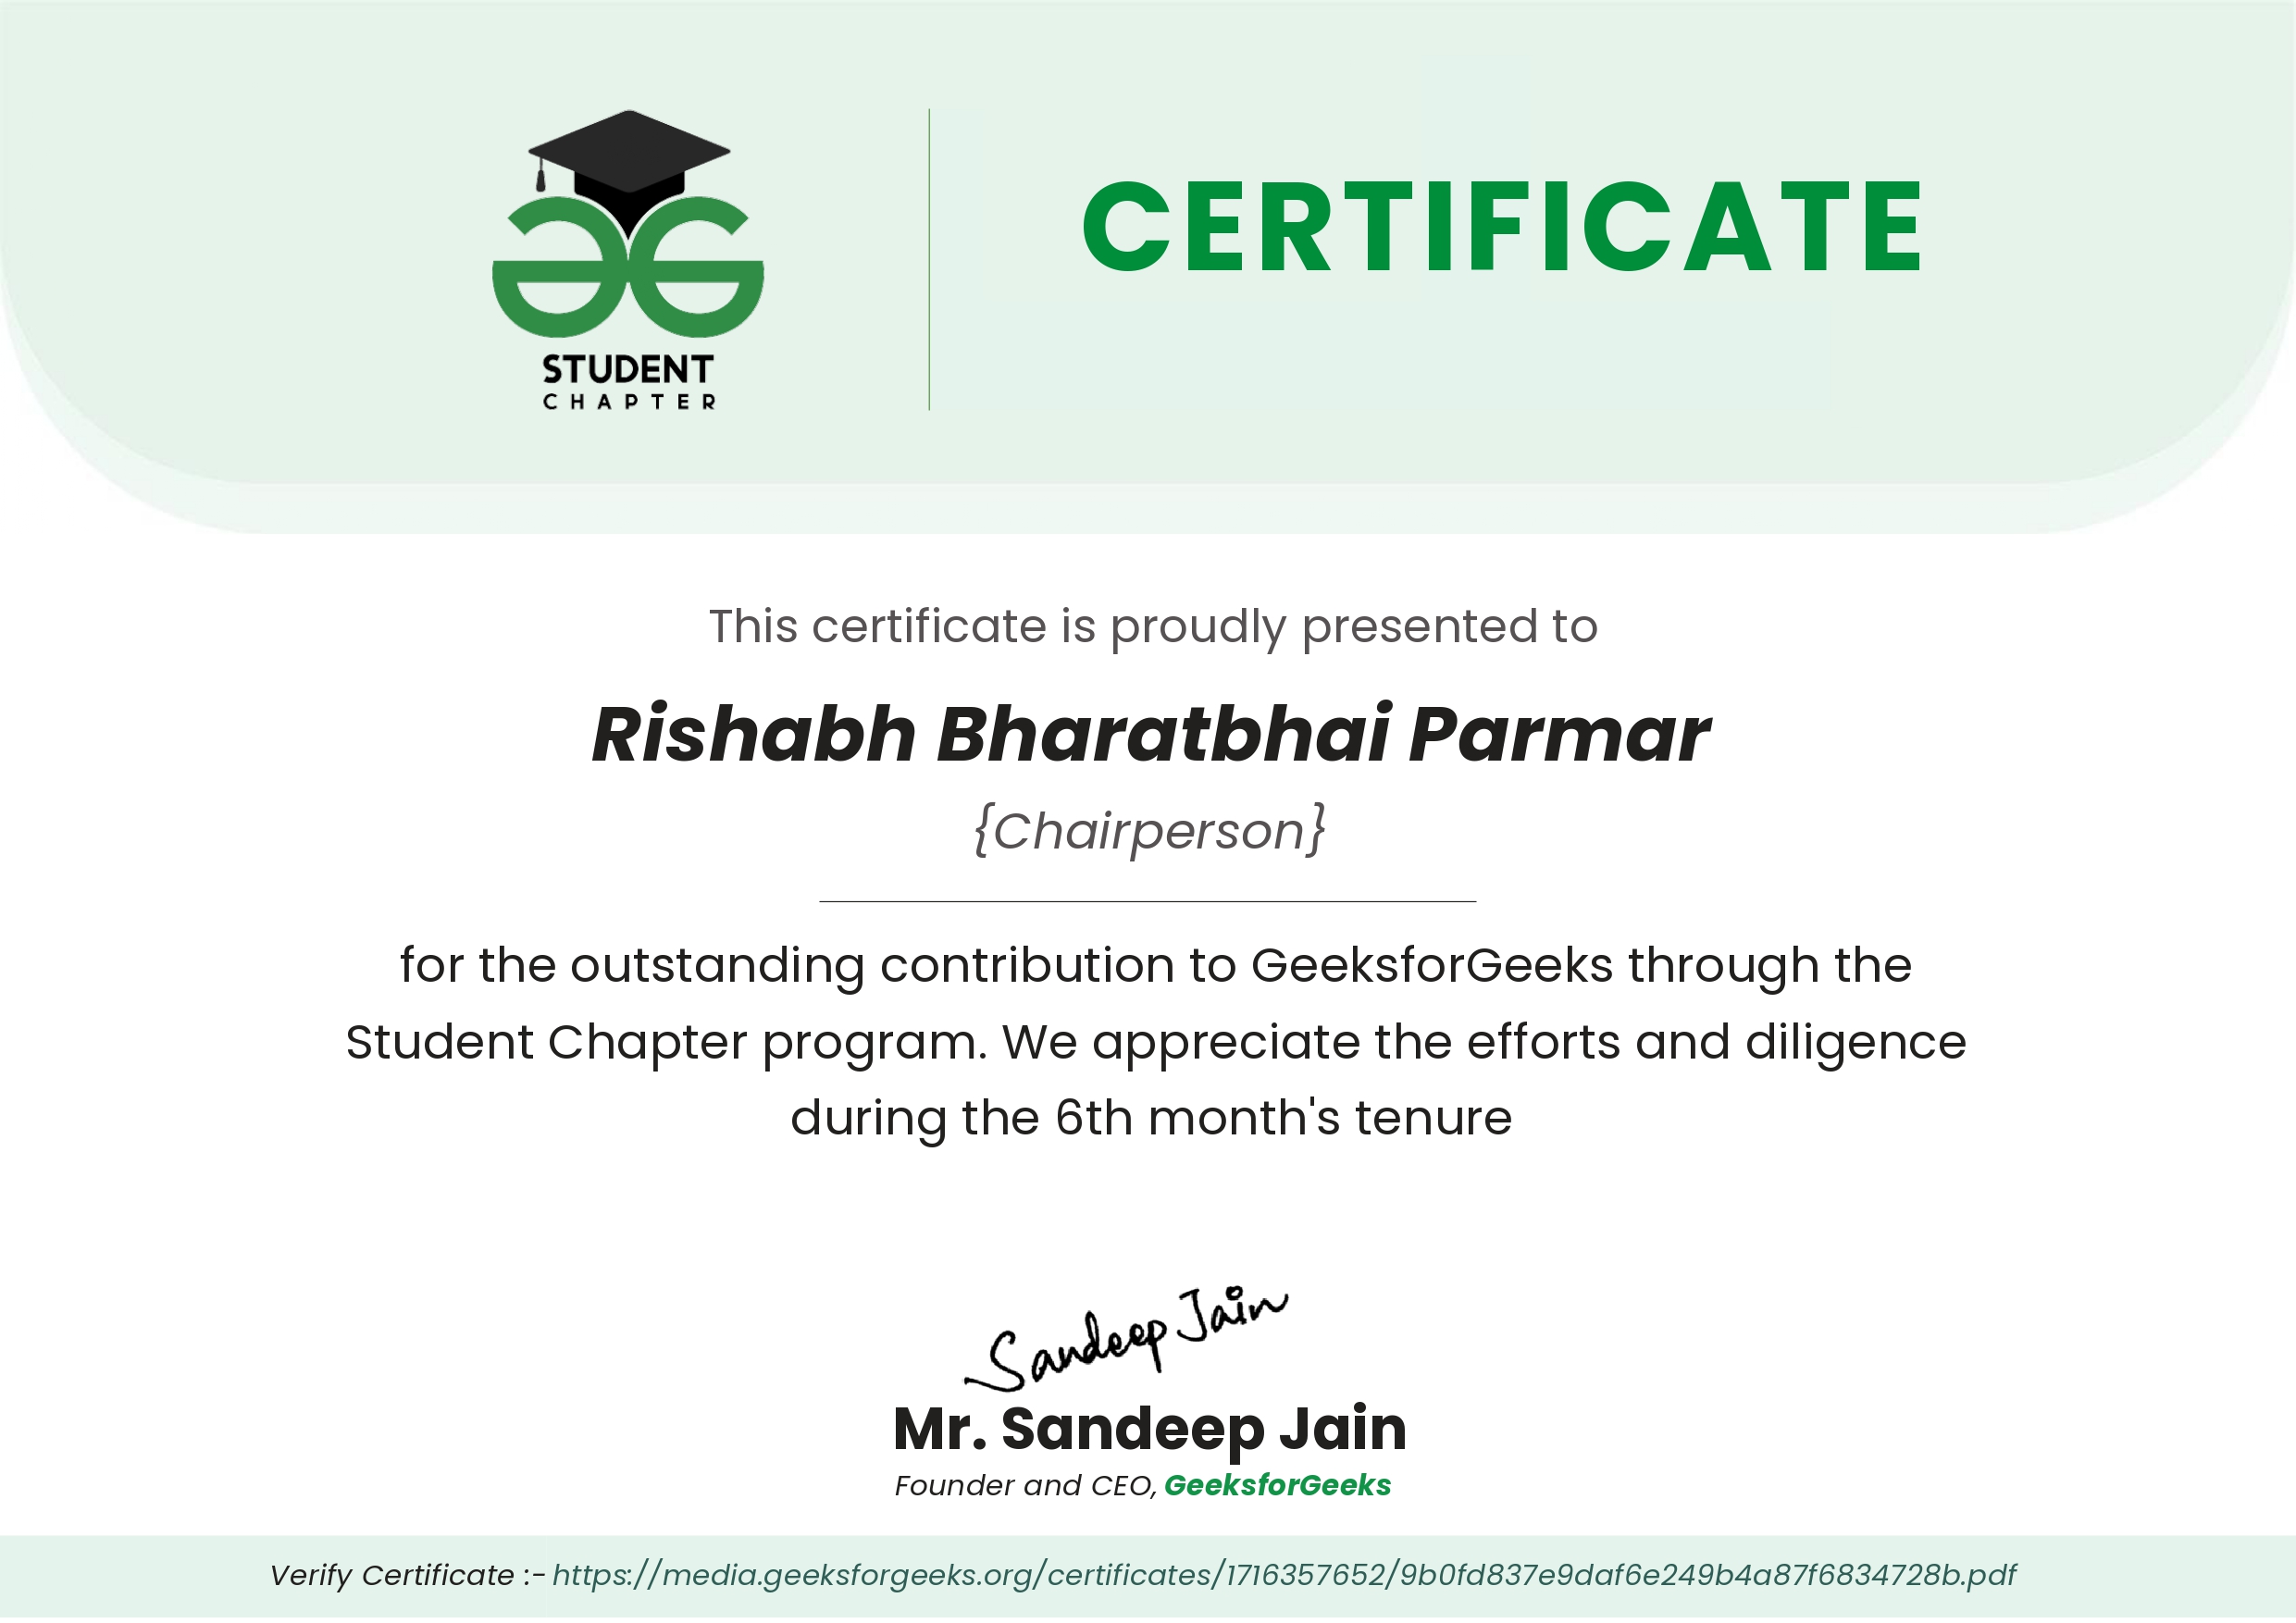 STUDENT
CHAPTER
CERTIFICATE
This certificate is proudly presented to
Rishabh Bharatbhai Parmar
{Chairperson}
for the outstanding contribution to GeeksforGeeks through the
Student Chapter program. We appreciate the efforts and diligence
during the 6th month's tenure
Sandeep Jain
Mr. Sandeep Jain
Founder and CEO, GeeksforGeeks
Verify Certificate :- https://media.geeksforgeeks.org/certificates/1716357652/9b0fd837e9daf6e249b4a87f6834728b.pdf